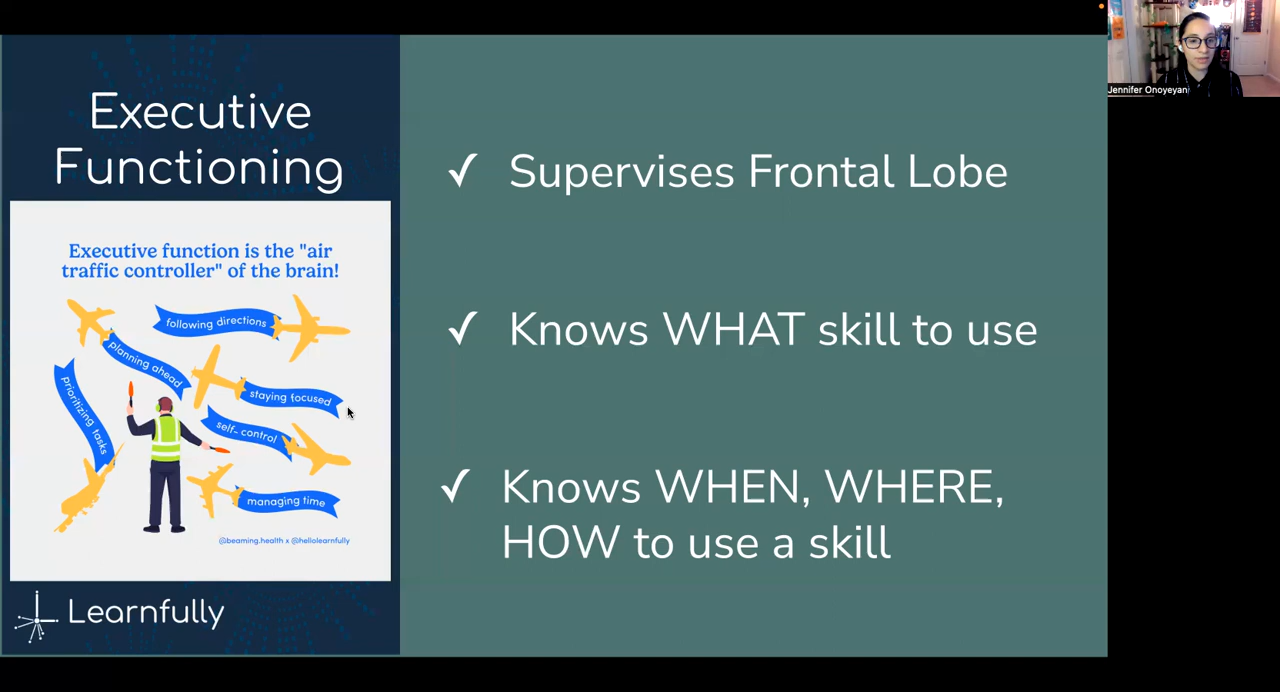 Executive
Functioning
Executive function is the "air
traffic controller" of the brain!
following directions
planning ahead
staying focused
prioritizing tasks
self-control
managing time
@beaming.health x @hellolearnfully
Learnfully
✓ Supervises Frontal Lobe
✓ Knows WHAT skill to use
✓ Knows WHEN, WHERE,
HOW to use a skill
Jennifer Onoyeyan